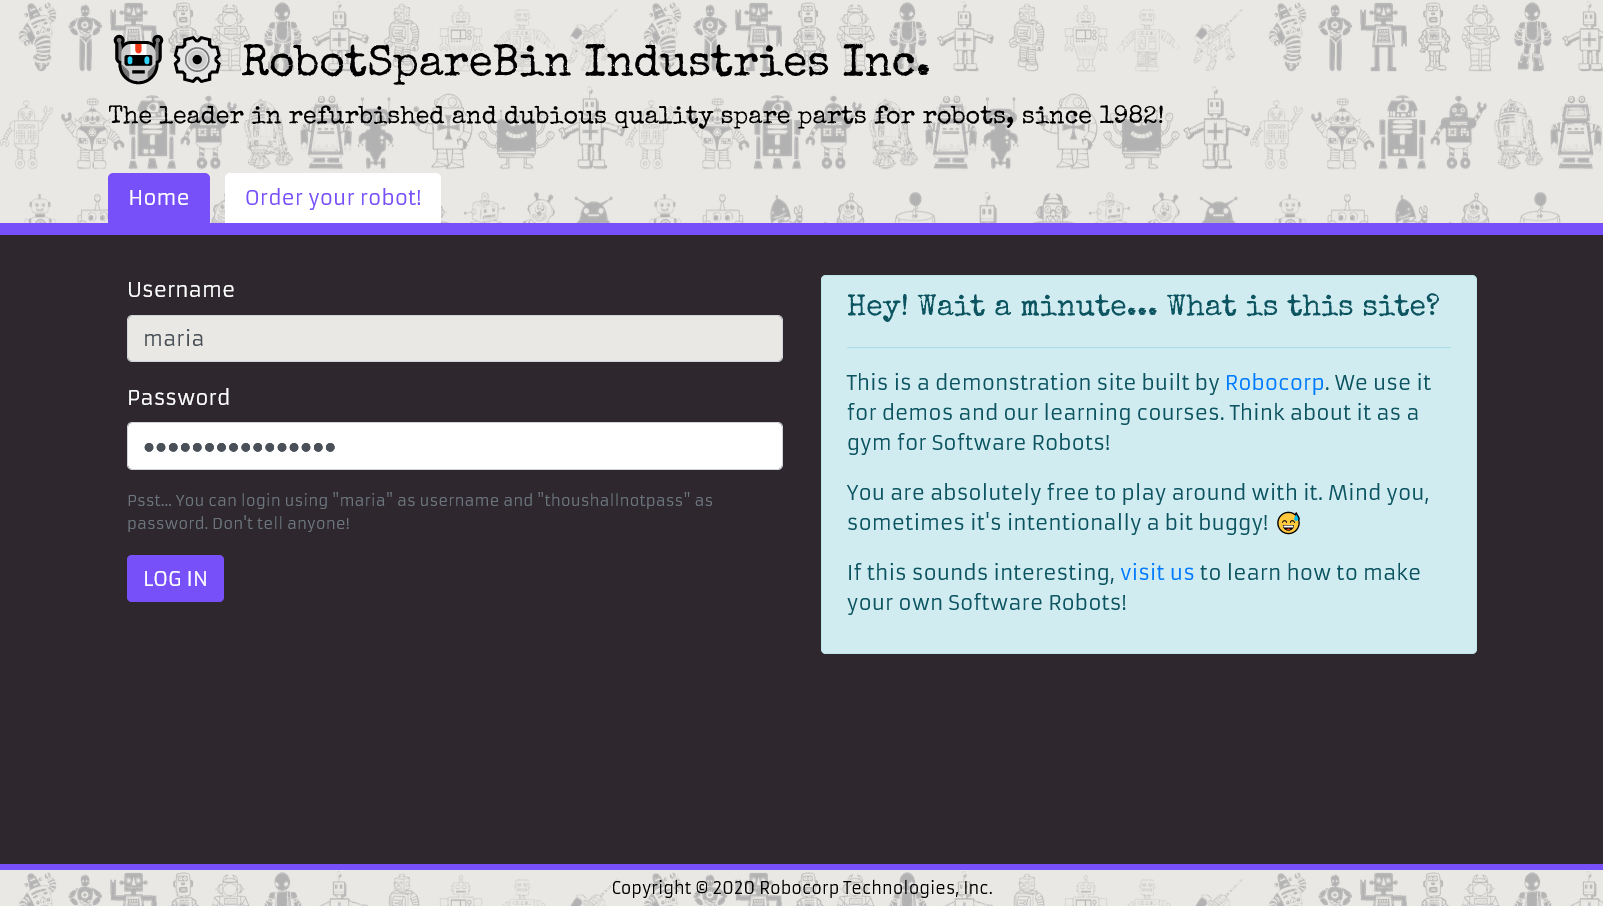 RobotSpareBin Industries Inc.
The leader in refurbished and dubious quality spare parts for robots, since 1982!
Home
Order your robot!
Username
maria
Password
••••••••••••••••
Psst... You can login using "maria" as username and "thoushallnotpass" as
password. Don't tell anyone!
LOG IN
Hey! Wait a minute... What is this site?
This is a demonstration site built by Robocorp. We use it
for demos and our learning courses. Think about it as a
gym for Software Robots!
You are absolutely free to play around with it. Mind you,
sometimes it's intentionally a bit buggy! 😅
If this sounds interesting, visit us to learn how to make
your own Software Robots!
Copyright © 2020 Robocorp Technologies, Inc.